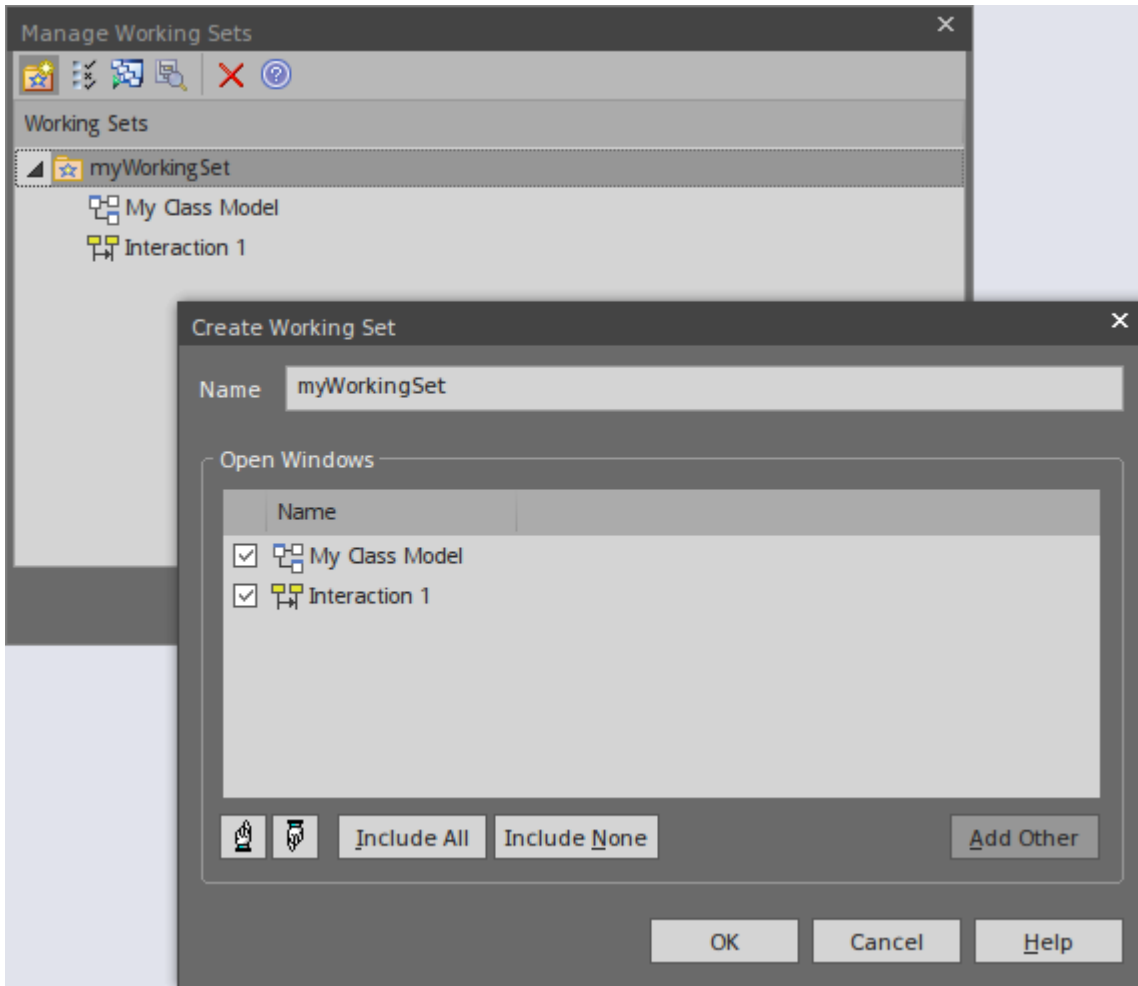 Manage Working Sets
Working Sets
myWorkingSet
My Class Model
Interaction 1
Create Working Set
Name myWorkingSet
Open Windows
Name
My Class Model
Interaction 1
Include All Include None Add Other
OK Cancel Help